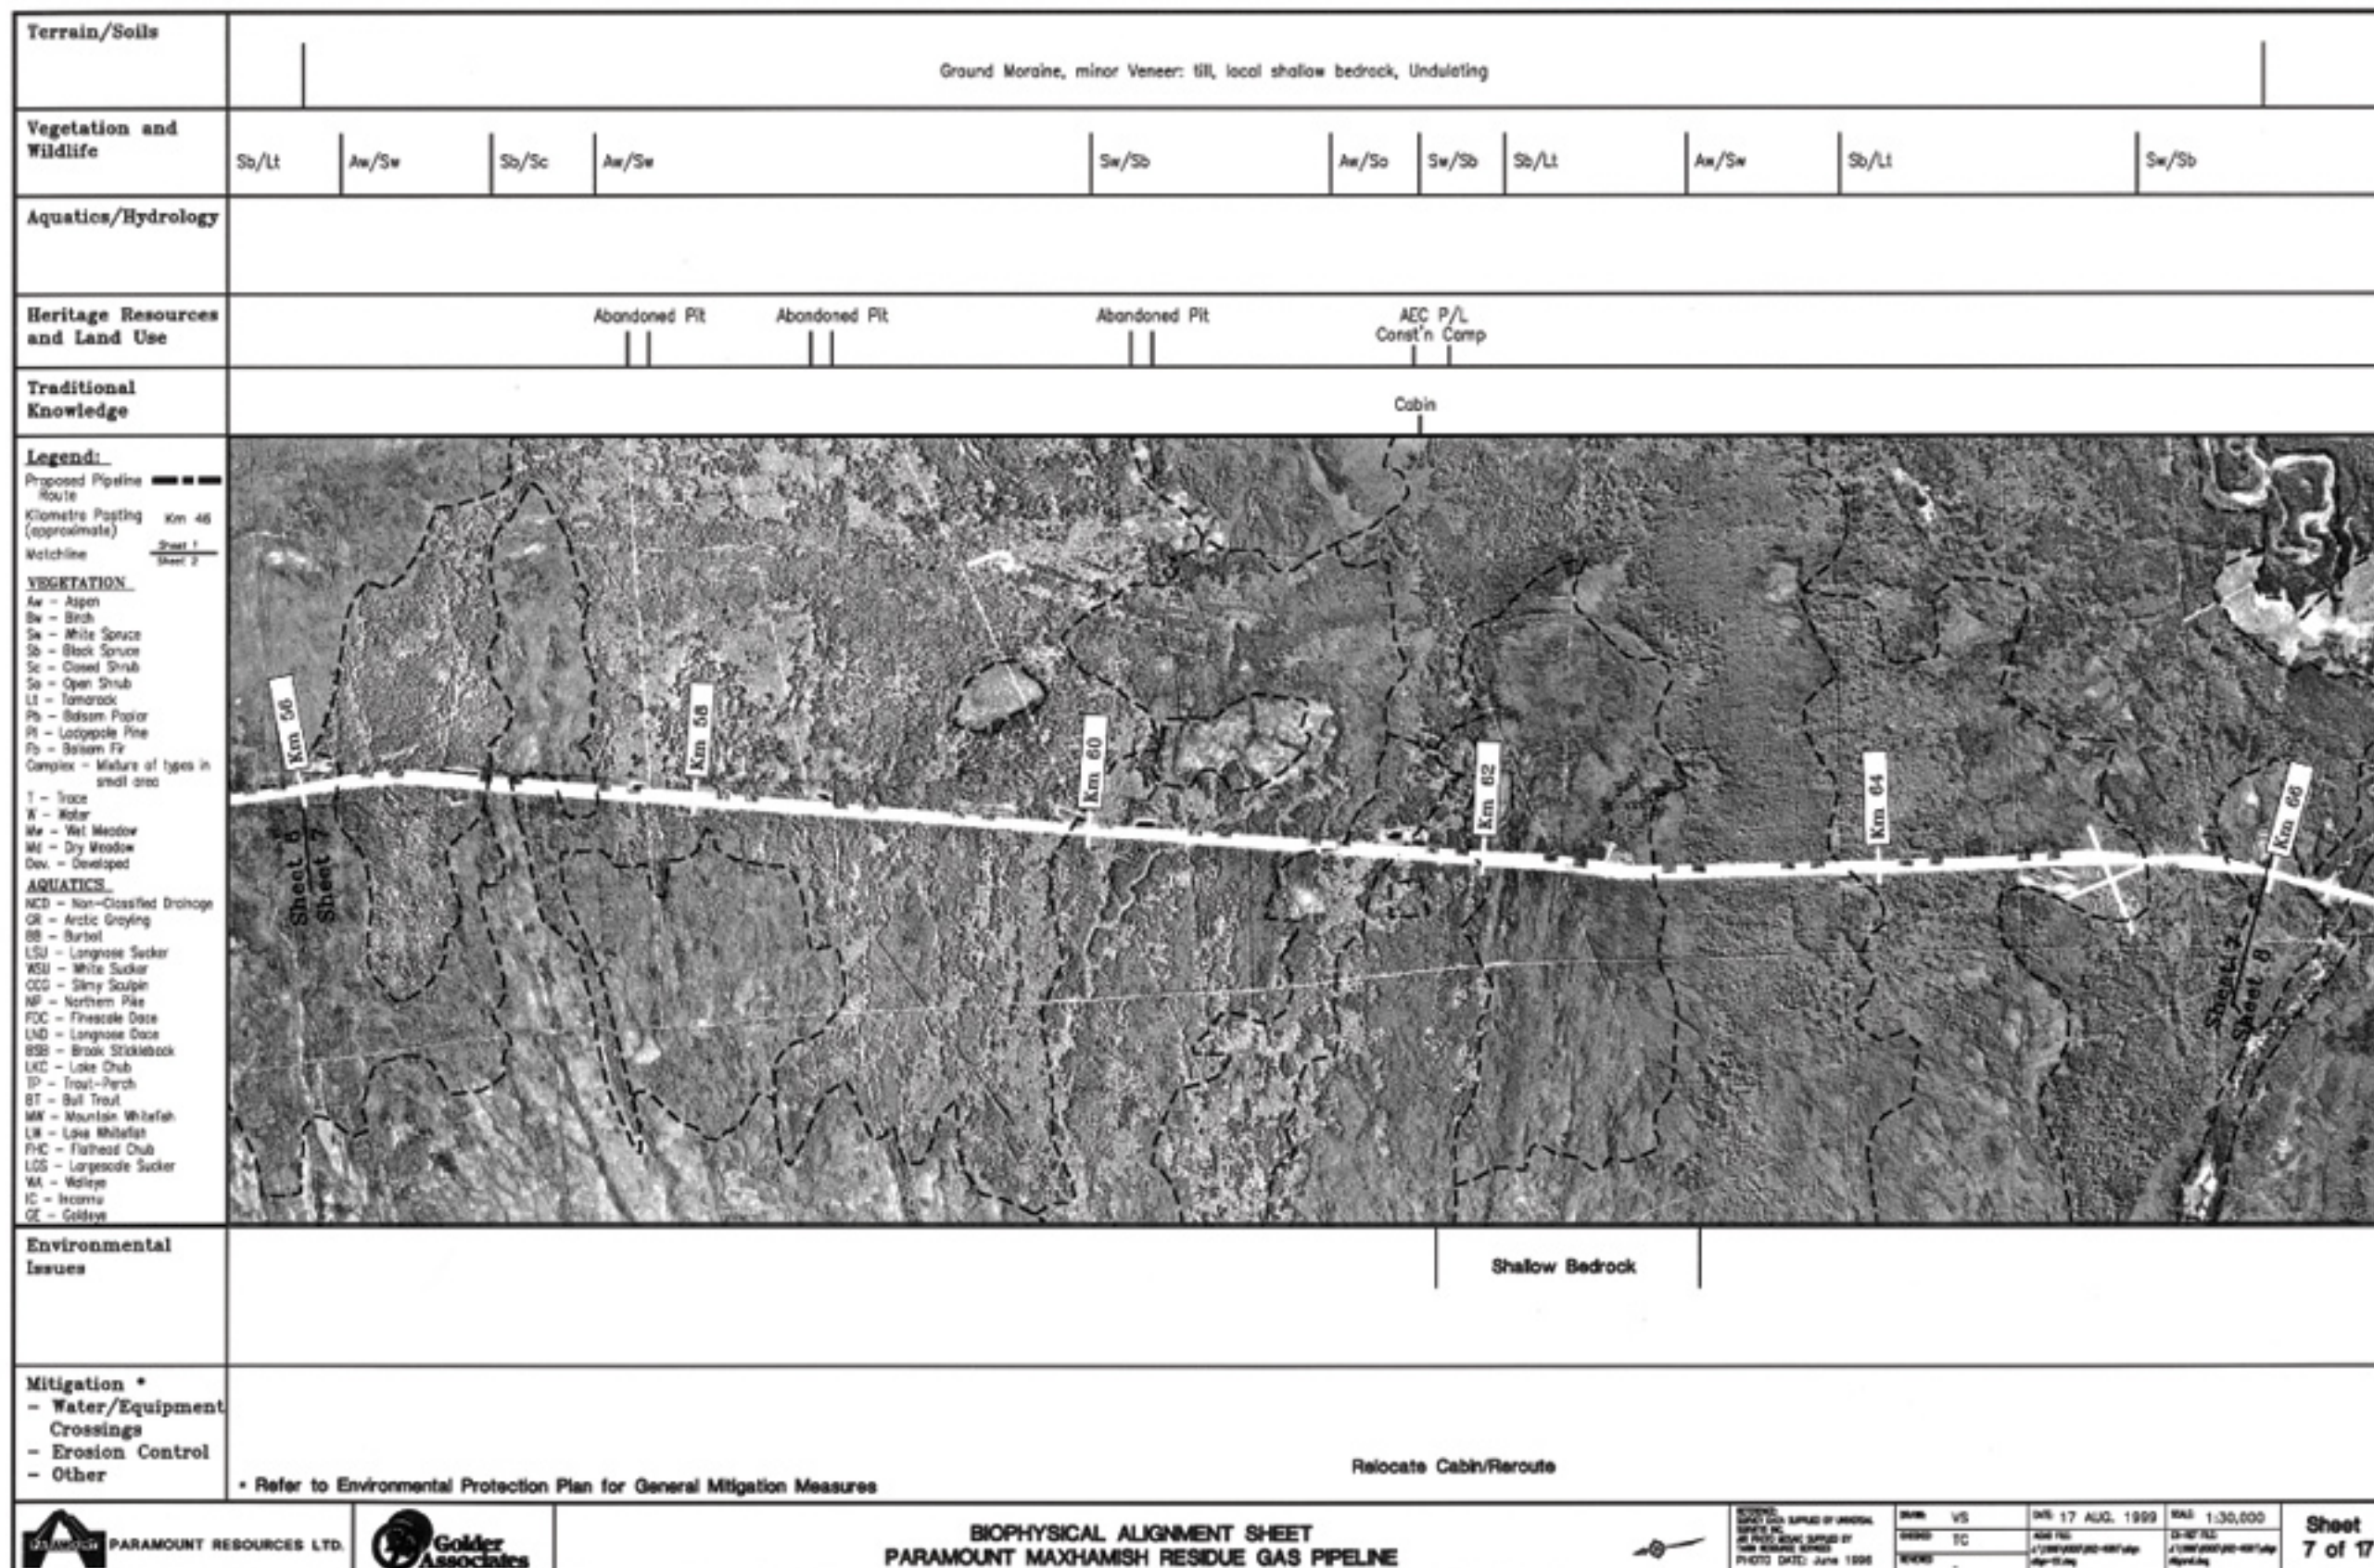 Terrain/Soils
Ground Moraine, minor Veneer: till, local shallow bedrock, Undulating
Vegetation and
Wildlife
Sb/Lt Aw/Sw Sb/Sc Aw/Sw Sw/Sb Aw/So Sw/Sb Sb/Lt Aw/Sw Sb/Lt Sw/Sb
Aquatics/Hydrology
Heritage Resources
and Land Use
Abandoned Pit Abandoned Pit Abandoned Pit AEC P/L
Const'n Camp
Traditional
Knowledge
Cabin
Legend:
Proposed Pipeline
Route
Kilometre Posting Km 46
(approximate)
Matchline Sheet 1
Sheet 2
VEGETATION
Aw - Aspen
Bw - Birch
Sw - White Spruce
Sb - Black Spruce
Sc - Closed Shrub
So - Open Shrub
Lt - Tamarack
Pb - Balsam Poplar
Pl - Lodgepole Pine
Fb - Balsam Fir
Complex - Mixture of types in
small area
T - Trace
W - Water
Mw - Wet Meadow
Md - Dry Meadow
Dev. - Developed
AQUATICS
NCD - Non-Classified Drainage
GR - Arctic Grayling
BB - Burbot
LSU - Longnose Sucker
WSU - White Sucker
CCG - Slimy Sculpin
NP - Northern Pike
FDC - Finescale Dace
LND - Longnose Dace
BSB - Brook Stickleback
LKC - Lake Chub
TP - Trout-Perch
BT - Bull Trout
MW - Mountain Whitefish
LW - Lake Whitefish
FHC - Flathead Chub
LGS - Largescale Sucker
WA - Walleye
IC - Inconnu
GE - Goldeye
Km 56
Km 58
Km 60
Km 62
Km 64
Km 66
Sheet 6
Sheet 7
Sheet 7
Sheet 8
Environmental
Issues
Shallow Bedrock
Mitigation *
- Water/Equipment
Crossings
- Erosion Control
- Other
Relocate Cabin/Reroute
* Refer to Environmental Protection Plan for General Mitigation Measures
PARAMOUNT RESOURCES LTD.
Golder
Associates
BIOPHYSICAL ALIGNMENT SHEET
PARAMOUNT MAXHAMISH RESIDUE GAS PIPELINE
REFERENCE:
PHOTO DATE: June 1996
VS
TC
DATE: 17 AUG. 1999
SCALE: 1:30,000
Sheet
7 of 17